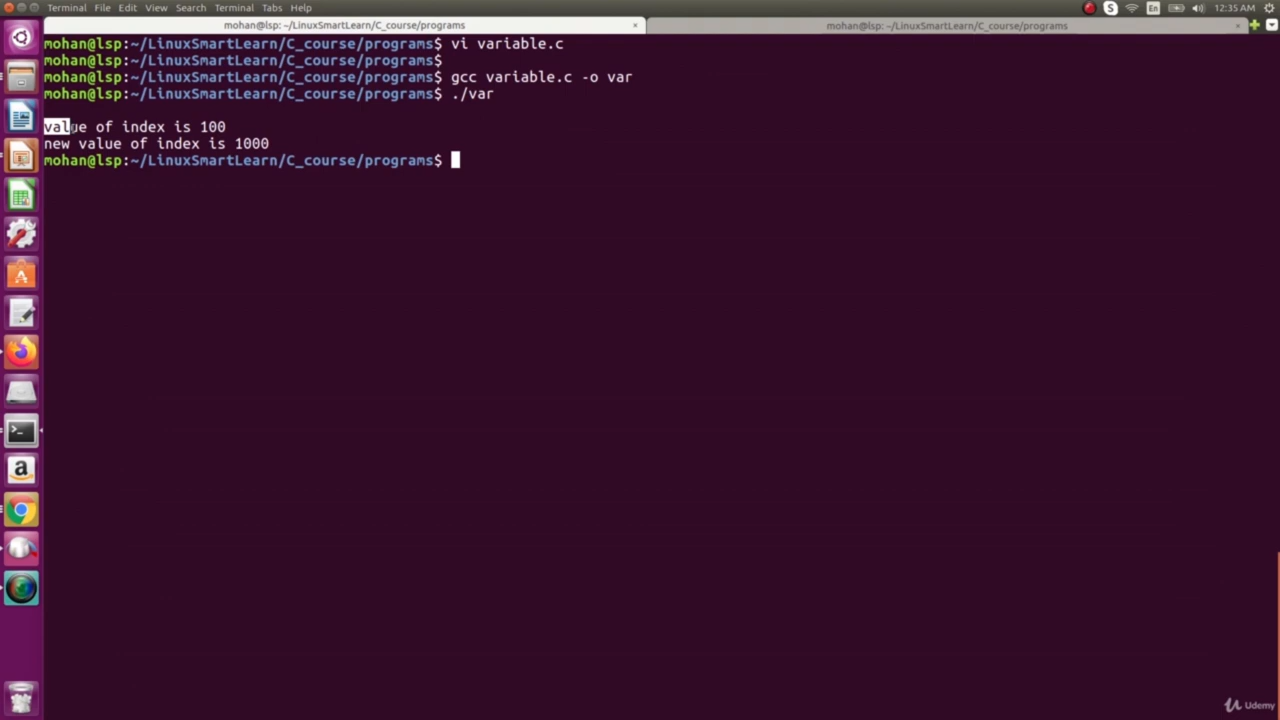 Terminal File Edit View Search Terminal Tabs Help
S En 12:35 AM
mohan@lsp: ~/LinuxSmartLearn/C_course/programs × mohan@lsp: ~/LinuxSmartLearn/C_course/programs ×
mohan@lsp:~/LinuxSmartLearn/C_course/programs$ vi variable.c
mohan@lsp:~/LinuxSmartLearn/C_course/programs$
mohan@lsp:~/LinuxSmartLearn/C_course/programs$ gcc variable.c -o var
mohan@lsp:~/LinuxSmartLearn/C_course/programs$ ./var
value of index is 100
new value of index is 1000
mohan@lsp:~/LinuxSmartLearn/C_course/programs$
a
Udemy